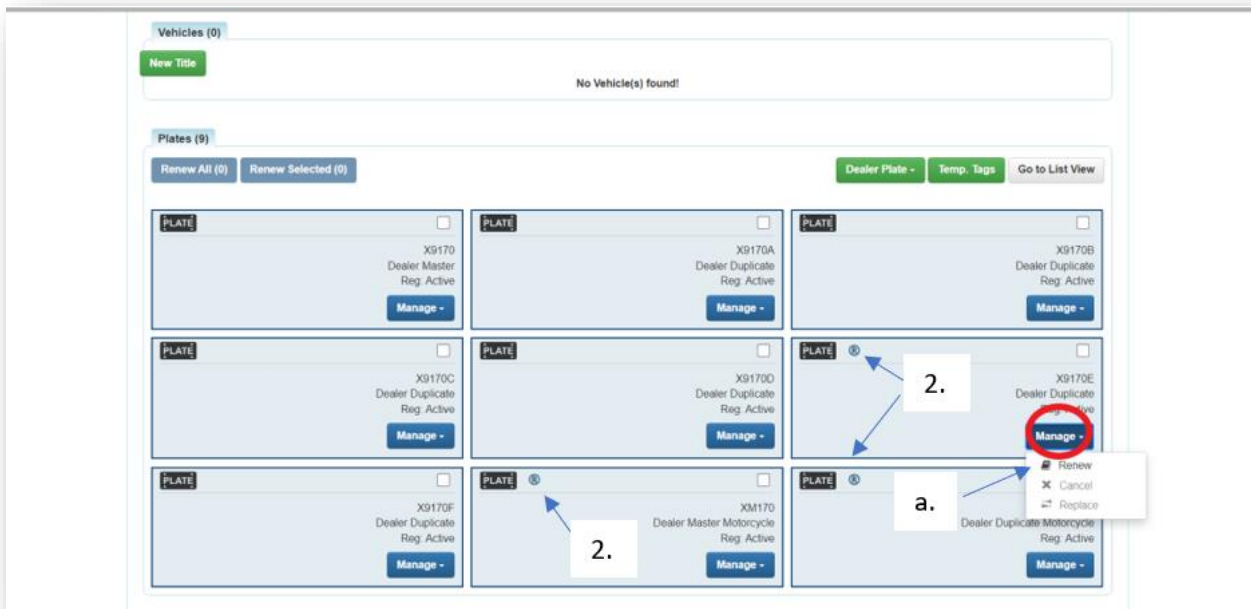 Vehicles (0)
New Title
No Vehicle(s) found!
Plates (9)
Renew All (0) Renew Selected (0) Dealer Plate - Temp. Tags Go to List View
PLATE
X9170
Dealer Master
Reg: Active
Manage -
PLATE
X9170A
Dealer Duplicate
Reg: Active
Manage -
PLATE
X9170B
Dealer Duplicate
Reg: Active
Manage -
PLATE
X9170C
Dealer Duplicate
Reg: Active
Manage -
PLATE
X9170D
Dealer Duplicate
Reg: Active
Manage -
PLATE ®
2.
X9170E
Dealer Duplicate
Manage -
Renew
Cancel
Replace
a.
PLATE
X9170F
Dealer Duplicate
Reg: Active
Manage -
PLATE ®
2.
XM170
Dealer Master Motorcycle
Reg: Active
Manage -
PLATE ®
Dealer Duplicate Motorcycle
Reg: Active
Manage -